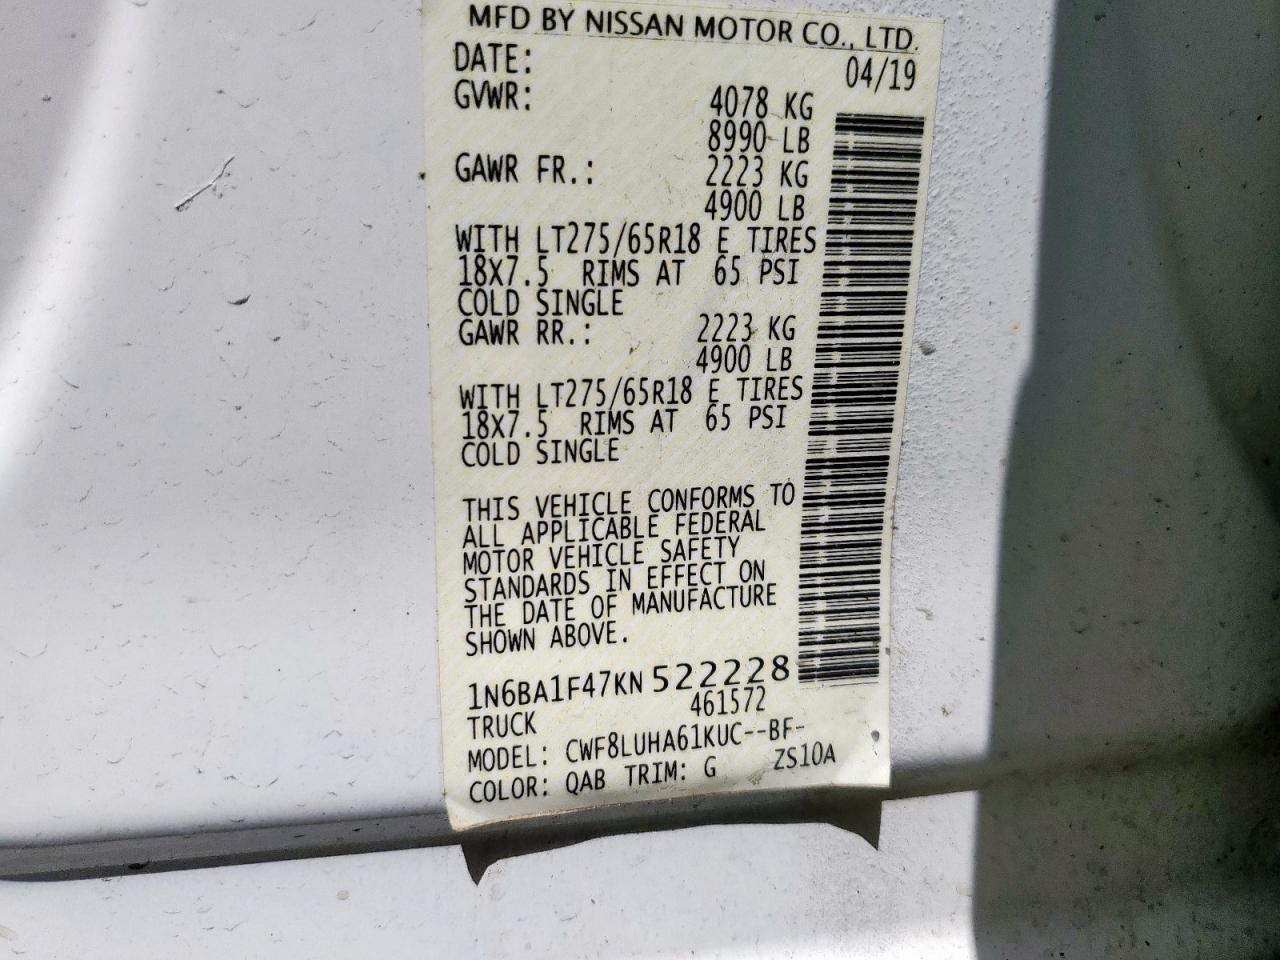 MFD BY NISSAN MOTOR CO., LTD.
DATE: 04/19
GVWR: 4078 KG
8990 LB
GAWR FR.: 2223 KG
4900 LB
WITH LT275/65R18 E TIRES
18X7.5 RIMS AT 65 PSI
COLD SINGLE
GAWR RR.: 2223 KG
4900 LB
WITH LT275/65R18 E TIRES
18X7.5 RIMS AT 65 PSI
COLD SINGLE
THIS VEHICLE CONFORMS TO
ALL APPLICABLE FEDERAL
MOTOR VEHICLE SAFETY
STANDARDS IN EFFECT ON
THE DATE OF MANUFACTURE
SHOWN ABOVE.
1N6BA1F47KN522228
TRUCK 461572
MODEL: CWF8LUHA61KUC--BF-
COLOR: QAB TRIM: G ZS10A